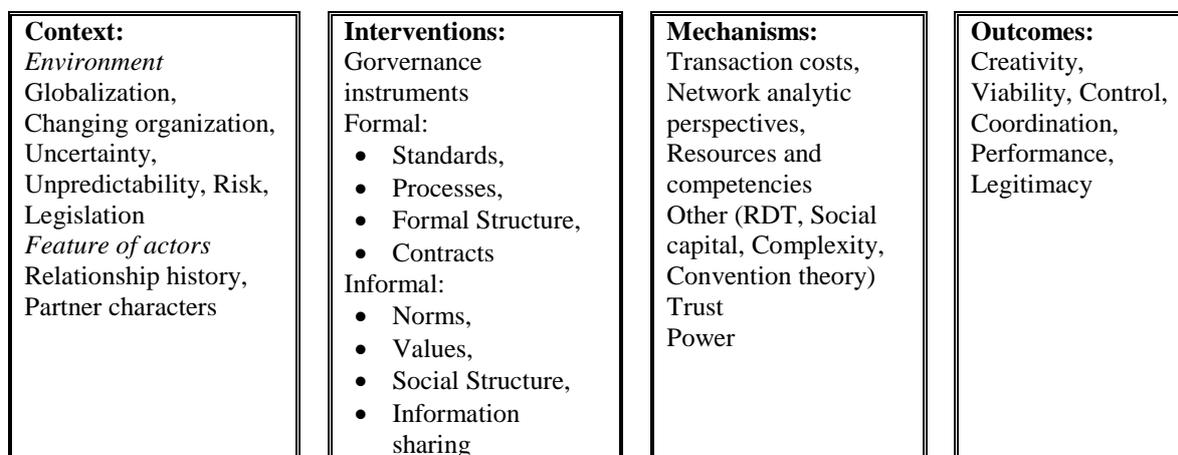 Context:
Environment
Globalization,
Changing organization,
Uncertainty,
Unpredictability, Risk,
Legislation
Feature of actors
Relationship history,
Partner characters
Interventions:
Gorvernance
instruments
Formal:
• Standards,
• Processes,
• Formal Structure,
• Contracts
Informal:
• Norms,
• Values,
• Social Structure,
• Information
sharing
Mechanisms:
Transaction costs,
Network analytic
perspectives,
Resources and
competencies
Other (RDT, Social
capital, Complexity,
Convention theory)
Trust
Power
Outcomes:
Creativity,
Viability, Control,
Coordination,
Performance,
Legitimacy